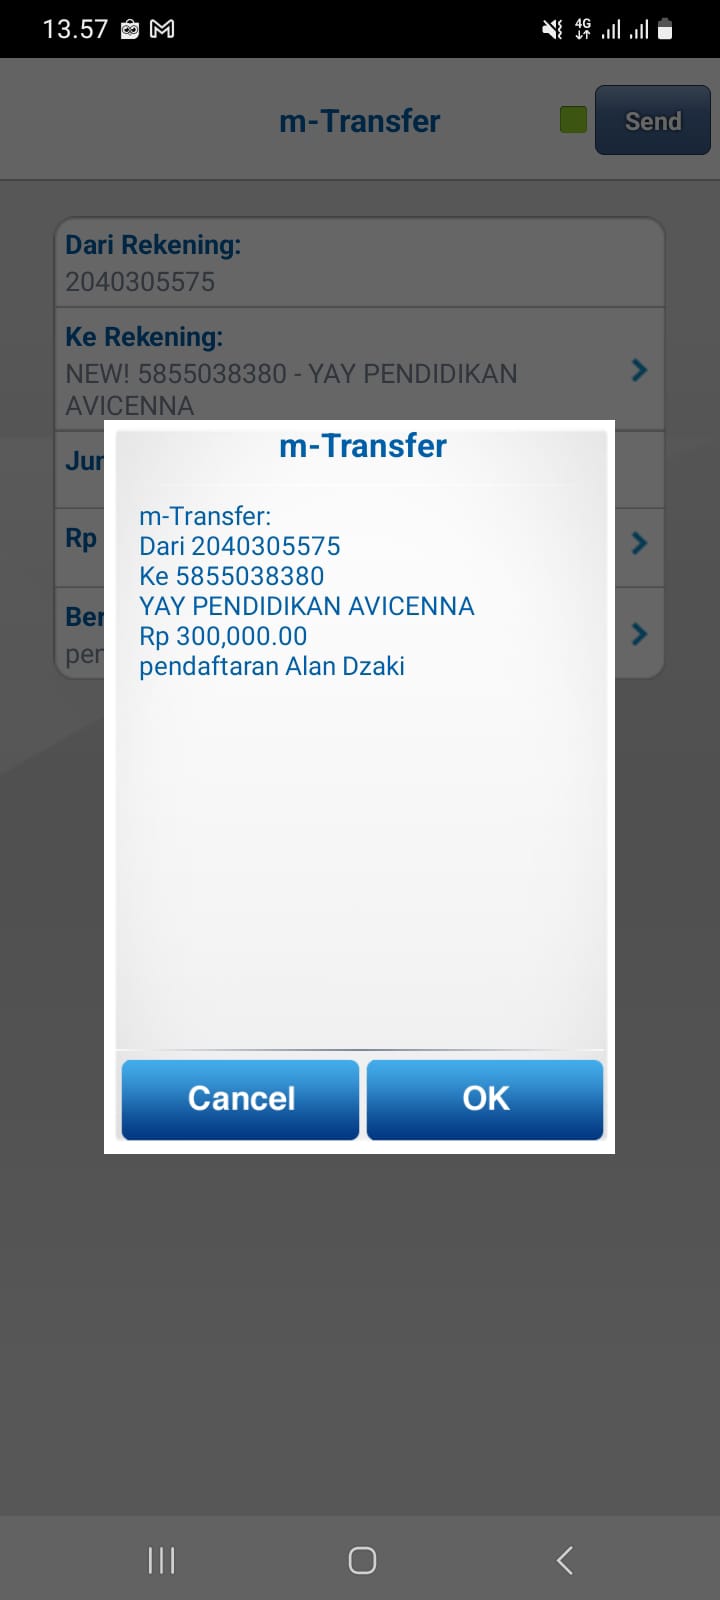 13.57
4G
m-Transfer
Send
Dari Rekening:
2040305575
Ke Rekening:
NEW! 5855038380 - YAY PENDIDIKAN
AVICENNA
Jur
Rp
Ber
per
m-Transfer
m-Transfer:
Dari 2040305575
Ke 5855038380
YAY PENDIDIKAN AVICENNA
Rp 300,000.00
pendaftaran Alan Dzaki
Cancel
OK